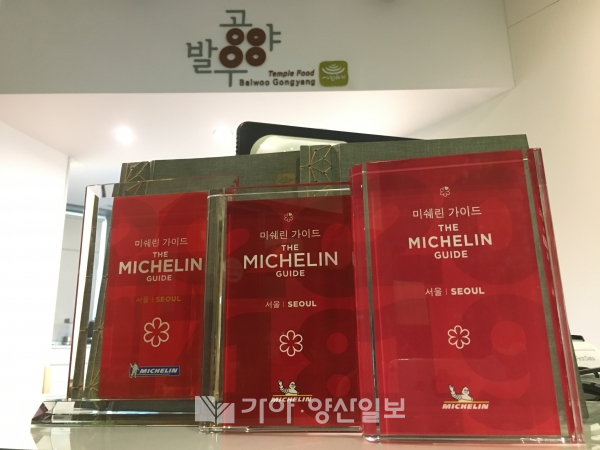 발우공양
Temple Food
Balwoo Gongyang
미쉐린 가이드
THE
MICHELIN
GUIDE
서울 | SEOUL
MICHELIN
미쉐린 가이드
THE
MICHELIN
GUIDE
서울 | SEOUL
MICHELIN
미쉐린 가이드
THE
MICHELIN
GUIDE
서울 | SEOUL
MICHELIN
가야·양산일보